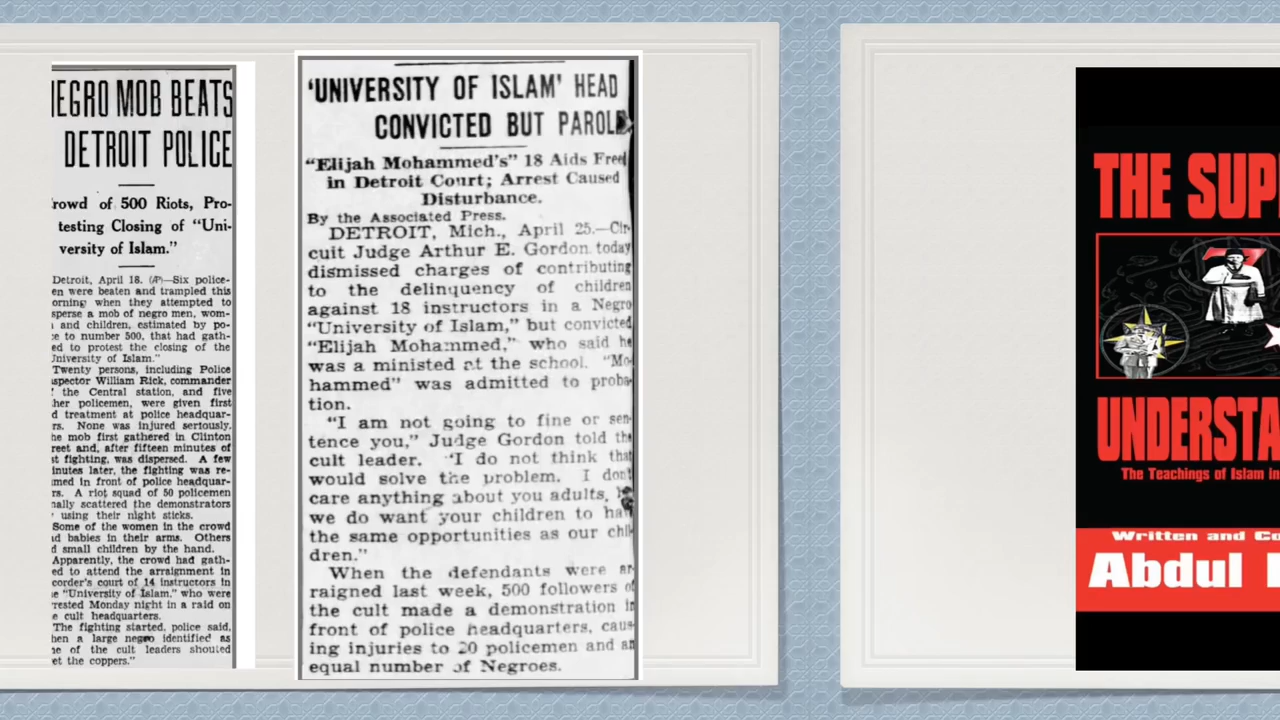 NEGRO MOB BEATS
DETROIT POLICE
rowd of 500 Riots, Pro-
testing Closing of “Uni-
versity of Islam.”
Detroit, April 18. (AP)—Six police-
en were beaten and trampled this
orning when they attempted to
sperse a mob of negro men, wom-
and children, estimated by po-
e to number 500, that had gath-
ed to protest the closing of the
University of Islam.”
Twenty persons, including Police
spector William Rick, commander
the Central station, and five
her policemen, were given first
d treatment at police headquar-
rs. None was injured seriously.
he mob first gathered in Clinton
reet and, after fifteen minutes of
t fighting, was dispersed. A few
inutes later, the fighting was re-
med in front of police headquar-
rs. A riot squad of 50 policemen
nally scattered the demonstrators
using their night sticks.
Some of the women in the crowd
ad babies in their arms. Others
d small children by the hand.
Apparently, the crowd had gath-
ed to attend the arraignment in
corder's court of 14 instructors in
e “University of Islam,” who were
rested Monday night in a raid on
e cult headquarters.
The fighting started, police said,
hen a large negro identified as
ne of the cult leaders shouted
et the coppers.”
‘UNIVERSITY OF ISLAM’ HEAD
CONVICTED BUT PAROLE
“Elijah Mohammed's” 18 Aids Freed
in Detroit Court; Arrest Caused
Disturbance.
By the Associated Press.
DETROIT, Mich., April 25.—Cir-
cuit Judge Arthur E. Gordon today
dismissed charges of contributing
to the delinquency of children
against 18 instructors in a Negro
“University of Islam,” but convicted
“Elijah Mohammed,” who said he
was a ministed at the school. “Mo-
hammed” was admitted to proba-
tion.
“I am not going to fine or sen-
tence you,” Judge Gordon told the
cult leader. “I do not think that
would solve the problem. I don't
care anything about you adults,
we do want your children to have
the same opportunities as our chil-
dren.”
When the defendants were ar-
raigned last week, 500 followers of
the cult made a demonstration in
front of police headquarters, caus-
ing injuries to 20 policemen and an
equal number of Negroes.
THE SUP
UNDERSTA
The Teachings of Islam in
Written and Co
Abdul